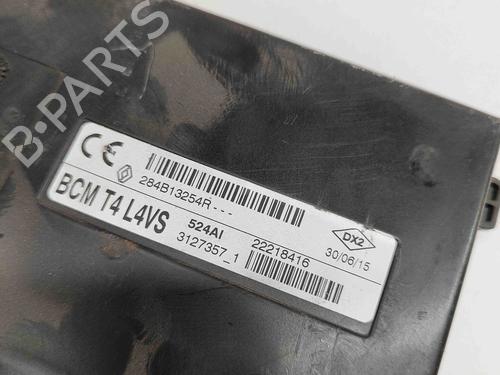 B-PARTS
CE
284B13254R---
BCM T4 L4VS
524AI 22218416
3127357_1
DX2
30/06/15